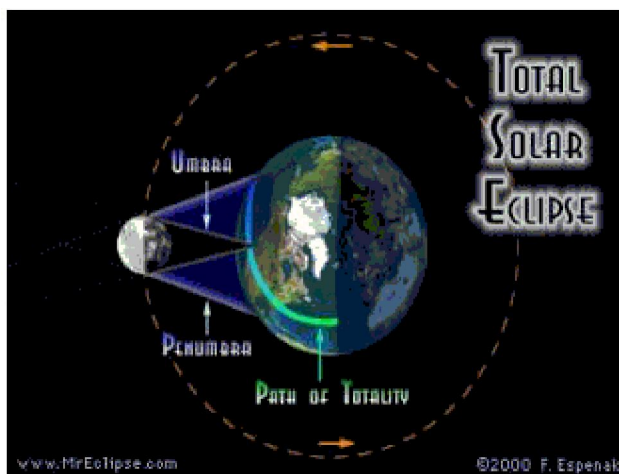 TOTAL
SOLAR
ECLIPSE
UMBRA
PENUMBRA
PATH OF TOTALITY
www.MrEclipse.com
©2000 F. Espenak